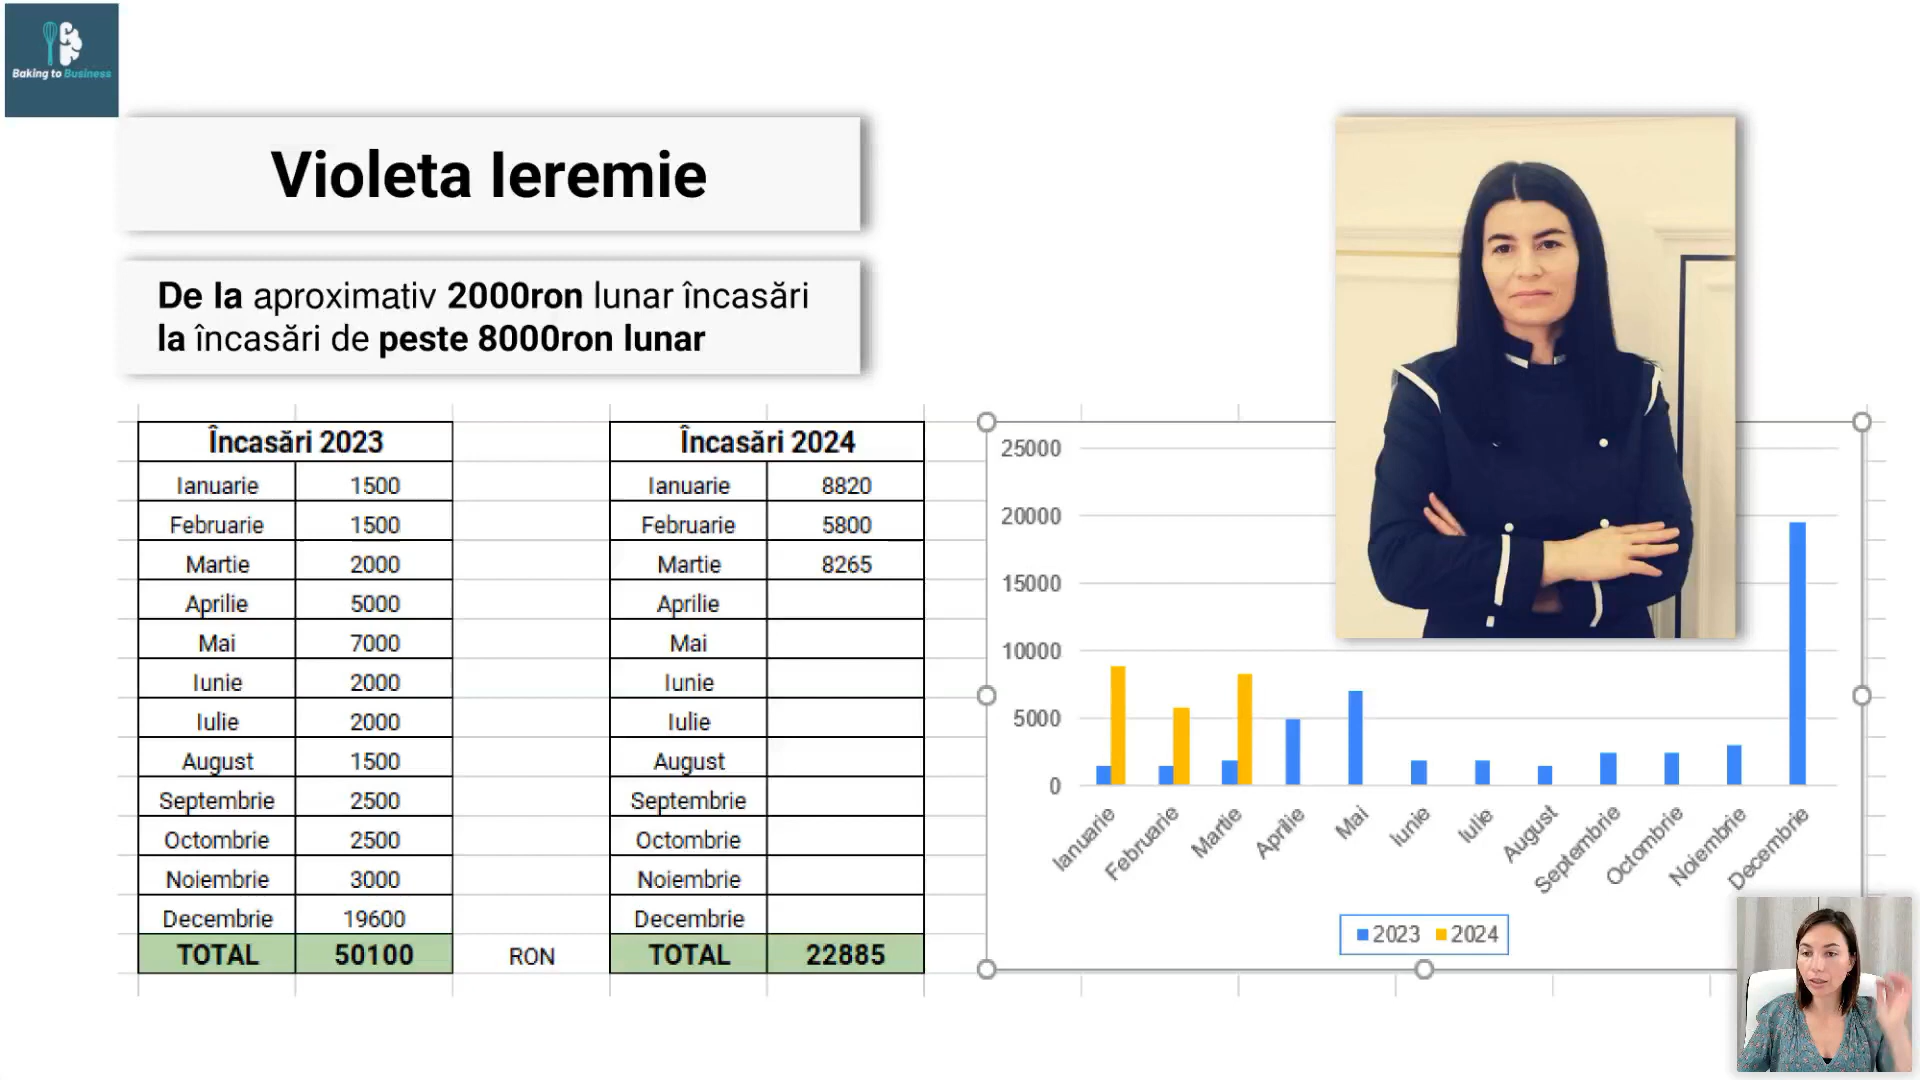 Baking to Business
Violeta Ieremie
De la aproximativ 2000ron lunar încasări
la încasări de peste 8000ron lunar
Încasări 2023
Ianuarie 1500
Februarie 1500
Martie 2000
Aprilie 5000
Mai 7000
Iunie 2000
Iulie 2000
August 1500
Septembrie 2500
Octombrie 2500
Noiembrie 3000
Decembrie 19600
TOTAL 50100
RON
Încasări 2024
Ianuarie 8820
Februarie 5800
Martie 8265
Aprilie
Mai
Iunie
Iulie
August
Septembrie
Octombrie
Noiembrie
Decembrie
TOTAL 22885
25000
20000
15000
10000
5000
0
Ianuarie
Februarie
Martie
Aprilie
Mai
Iunie
Iulie
August
Septembrie
Octombrie
Noiembrie
Decembrie
2023 2024